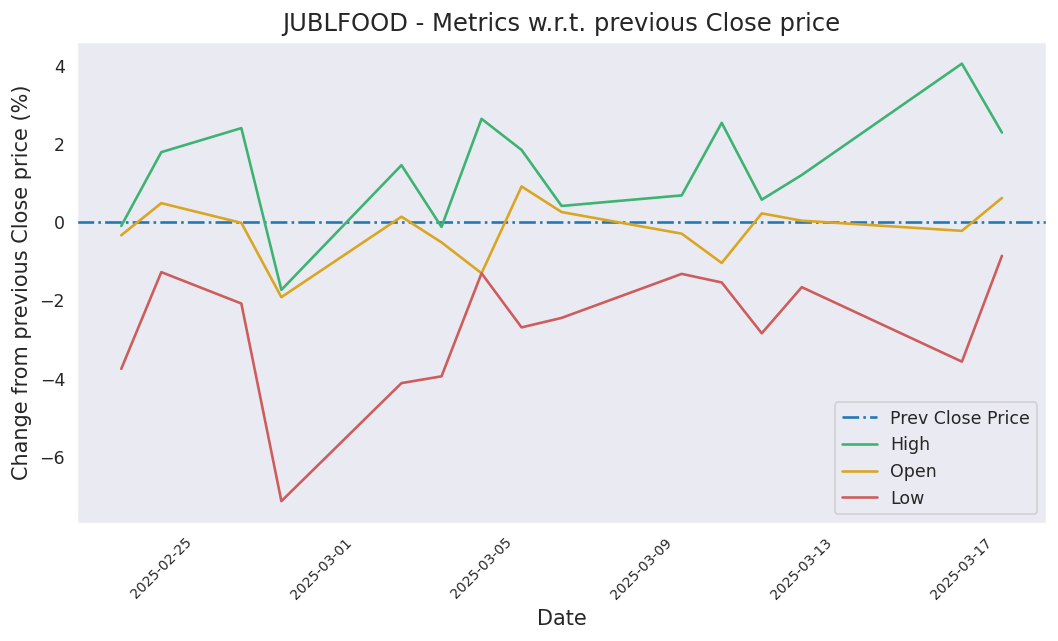 JUBLFOOD - Metrics w.r.t. previous Close price
Change from previous Close price (%)
4
2
0
−2
−4
−6
Prev Close Price
High
Open
Low
2025-02-25
2025-03-01
2025-03-05
2025-03-09
2025-03-13
2025-03-17
Date